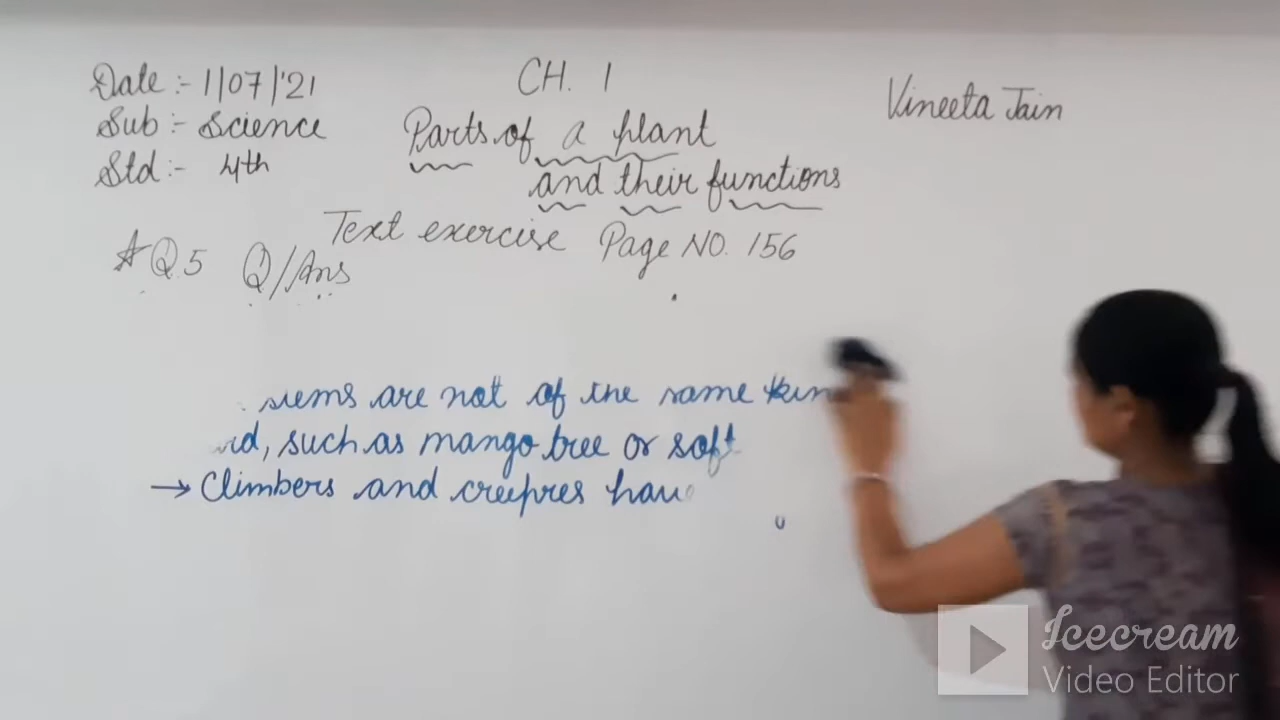 Date :- 1/07/'21
Sub :- Science
Std :- 4th
CH. 1
Parts of a plant
and their functions
Vineeta Jain
Text exercise Page NO. 156
Q.5 Q/Ans
stems are not of the same
such as mango tree or soft
→ Climbers and creepres
Icecream
Video Editor